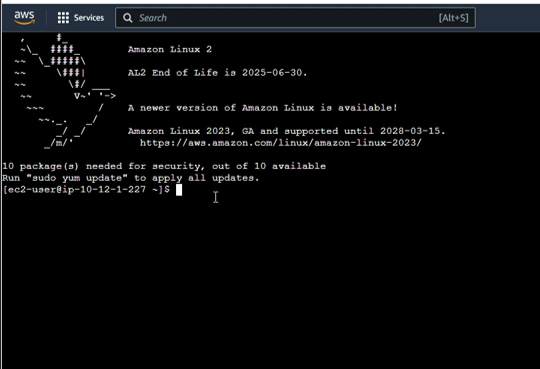 aws
Services
Search
[Alt+S]
,     #_
~\_  ####_        Amazon Linux 2
~~  \_#####\
~~     \###|       AL2 End of Life is 2025-06-30.
~~       \#/ ___
~~       V~' '->
~~~         /    A newer version of Amazon Linux is available!
~~._.   _/
_/ _/       Amazon Linux 2023, GA and supported until 2028-03-15.
_/m/'           https://aws.amazon.com/linux/amazon-linux-2023/
10 package(s) needed for security, out of 10 available
Run "sudo yum update" to apply all updates.
[ec2-user@ip-10-12-1-227 ~]$